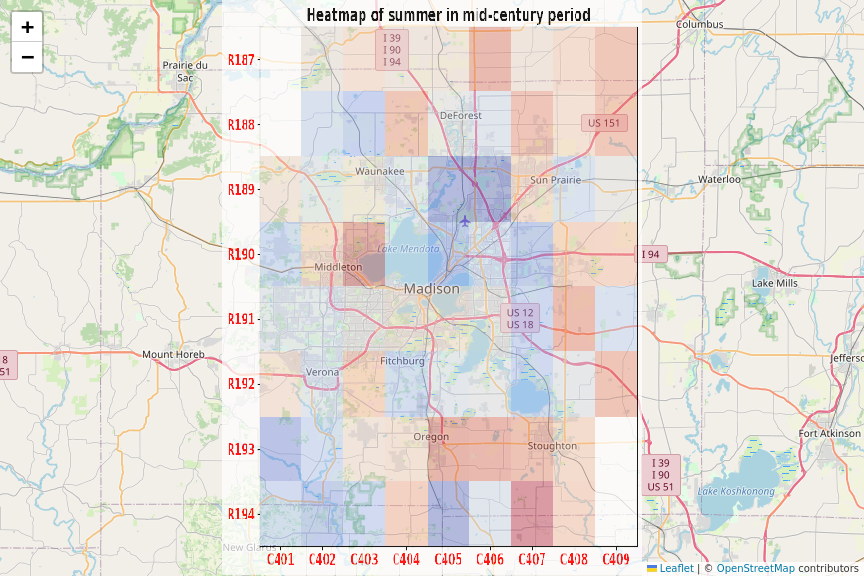 Heatmap of summer in mid-century period
+
−
Columbus
I 39
I 90
I 94
R187
Prairie du
Sac
DeForest
R188
US 151
Waunakee
Sun Prairie
Waterloo
R189
Lake Mendota
R190
I 94
Middleton
Lake Mills
Madison
R191
US 12
US 18
8
51
Mount Horeb
Fitchburg
Jefferso
Verona
R192
Oregon
Stoughton
Fort Atkinson
R193
I 39
I 90
US 51
Lake Koshkonong
R194
New Glarus
C401 C402 C403 C404 C405 C406 C407 C408 C409
Leaflet | © OpenStreetMap contributors